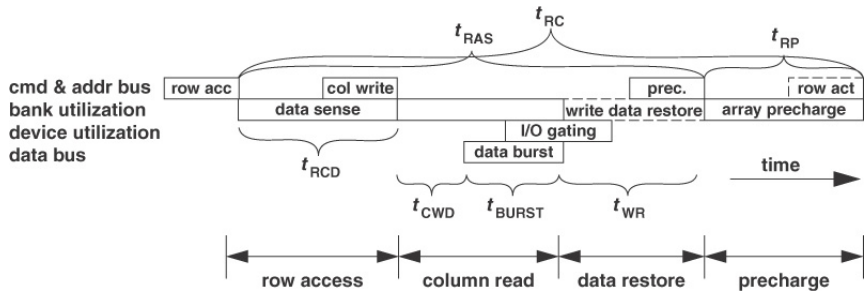 tRC
tRAS
tRP
cmd & addr bus row acc col write prec. row act
bank utilization data sense write data restore array precharge
device utilization I/O gating
data bus data burst
tRCD
time
tCWD tBURST tWR
row access column read data restore precharge